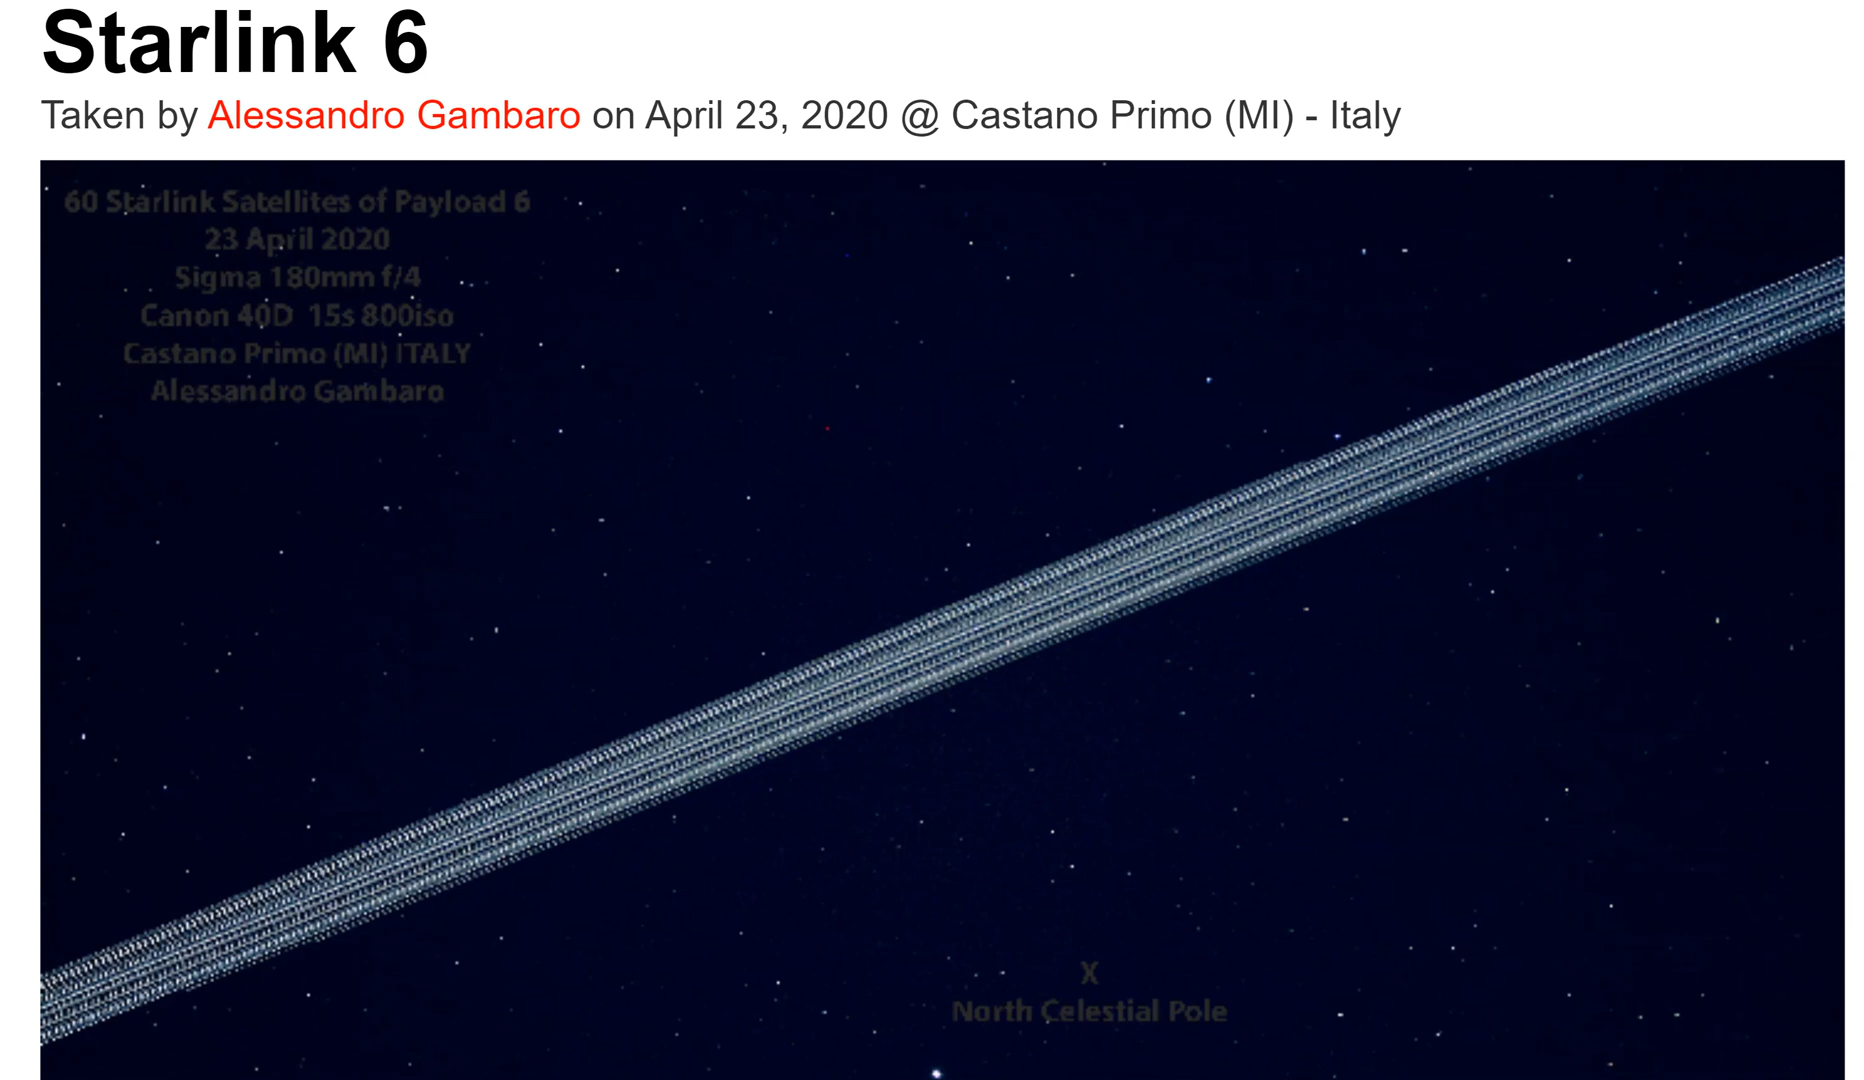 Starlink 6
Taken by Alessandro Gambaro on April 23, 2020 @ Castano Primo (MI) - Italy
60 Starlink Satellites of Payload 6
23 April 2020
Sigma 180mm f/4
Canon 40D 15s 800iso
Castano Primo (MI) ITALY
Alessandro Gambaro
X
North Celestial Pole